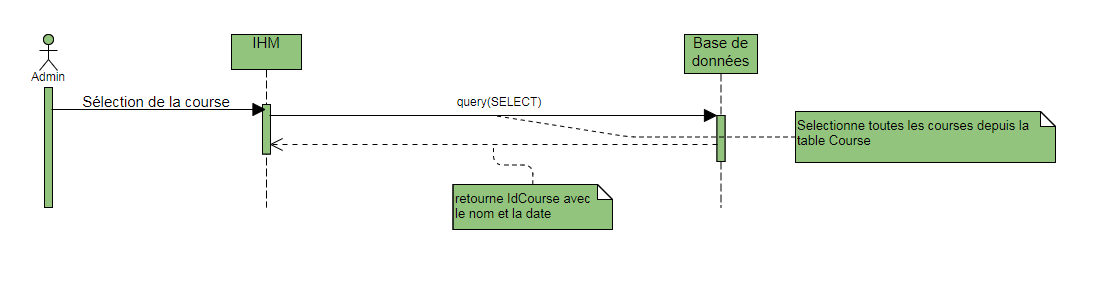 IHM
Base de
données
Admin
Sélection de la course
query(SELECT)
Selectionne toutes les courses depuis la
table Course
retourne IdCourse avec
le nom et la date